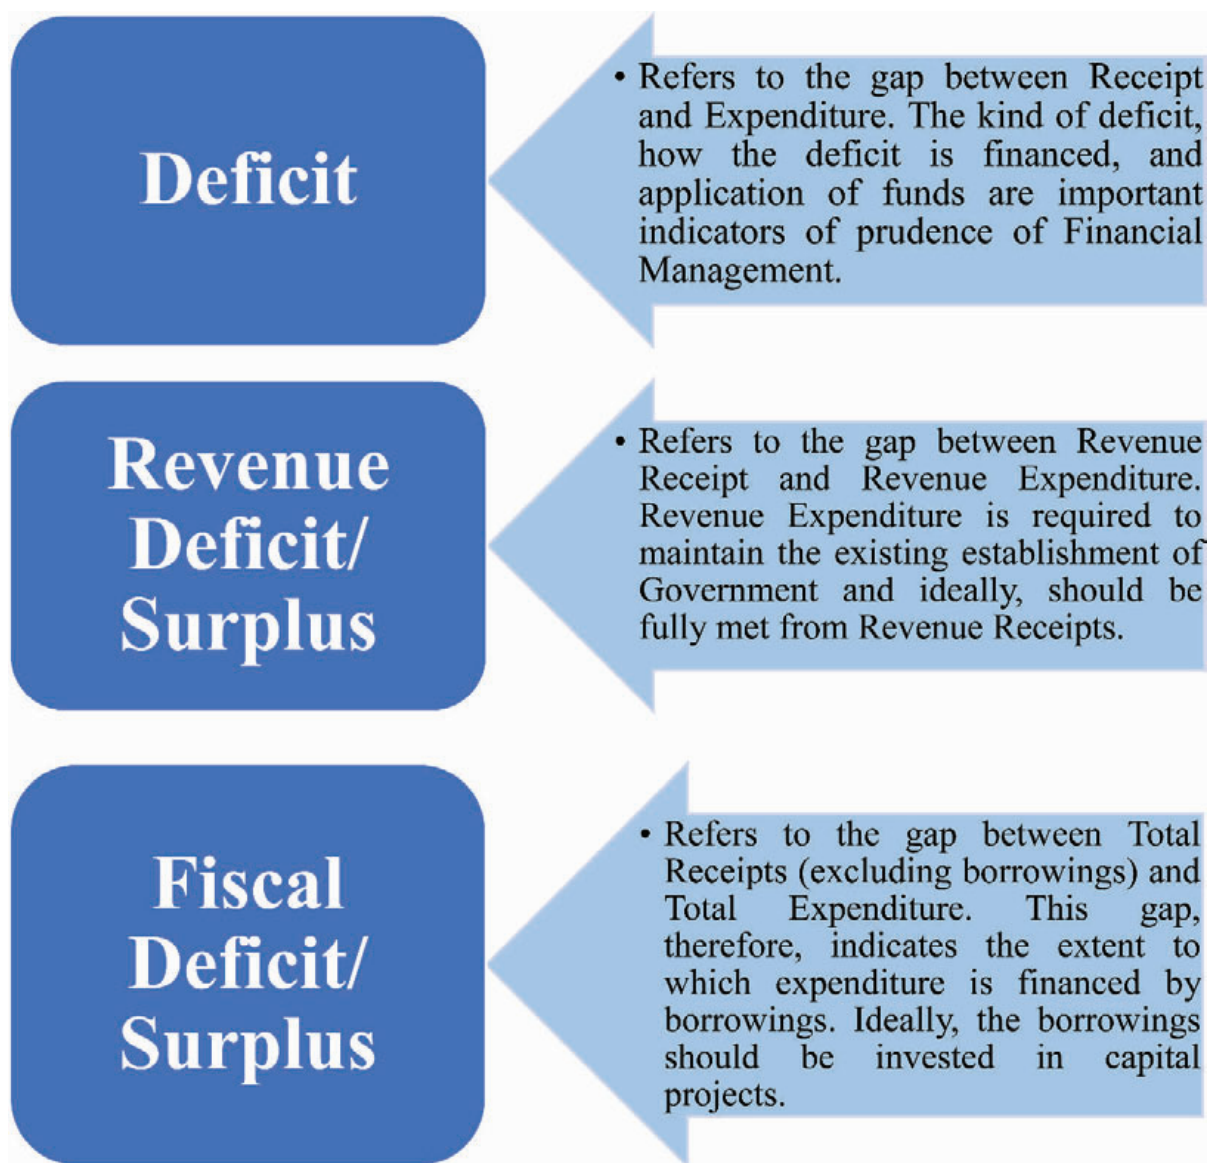 Deficit
• Refers to the gap between Receipt
and Expenditure. The kind of deficit,
how the deficit is financed, and
application of funds are important
indicators of prudence of Financial
Management.
Revenue
Deficit/
Surplus
• Refers to the gap between Revenue
Receipt and Revenue Expenditure.
Revenue Expenditure is required to
maintain the existing establishment of
Government and ideally, should be
fully met from Revenue Receipts.
Fiscal
Deficit/
Surplus
• Refers to the gap between Total
Receipts (excluding borrowings) and
Total Expenditure. This gap,
therefore, indicates the extent to
which expenditure is financed by
borrowings. Ideally, the borrowings
should be invested in capital
projects.